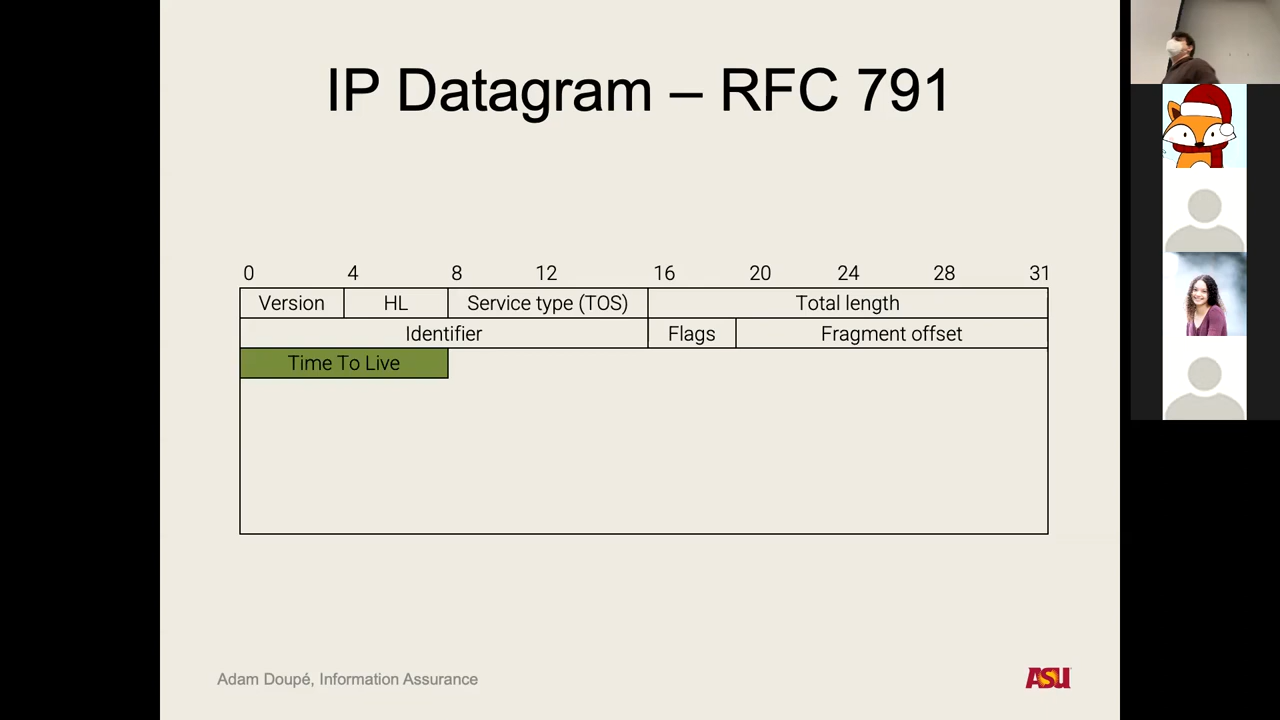 IP Datagram – RFC 791
0 4 8 12 16 20 24 28 31
Version HL Service type (TOS) Total length
Identifier Flags Fragment offset
Time To Live
Adam Doupé, Information Assurance
ASU